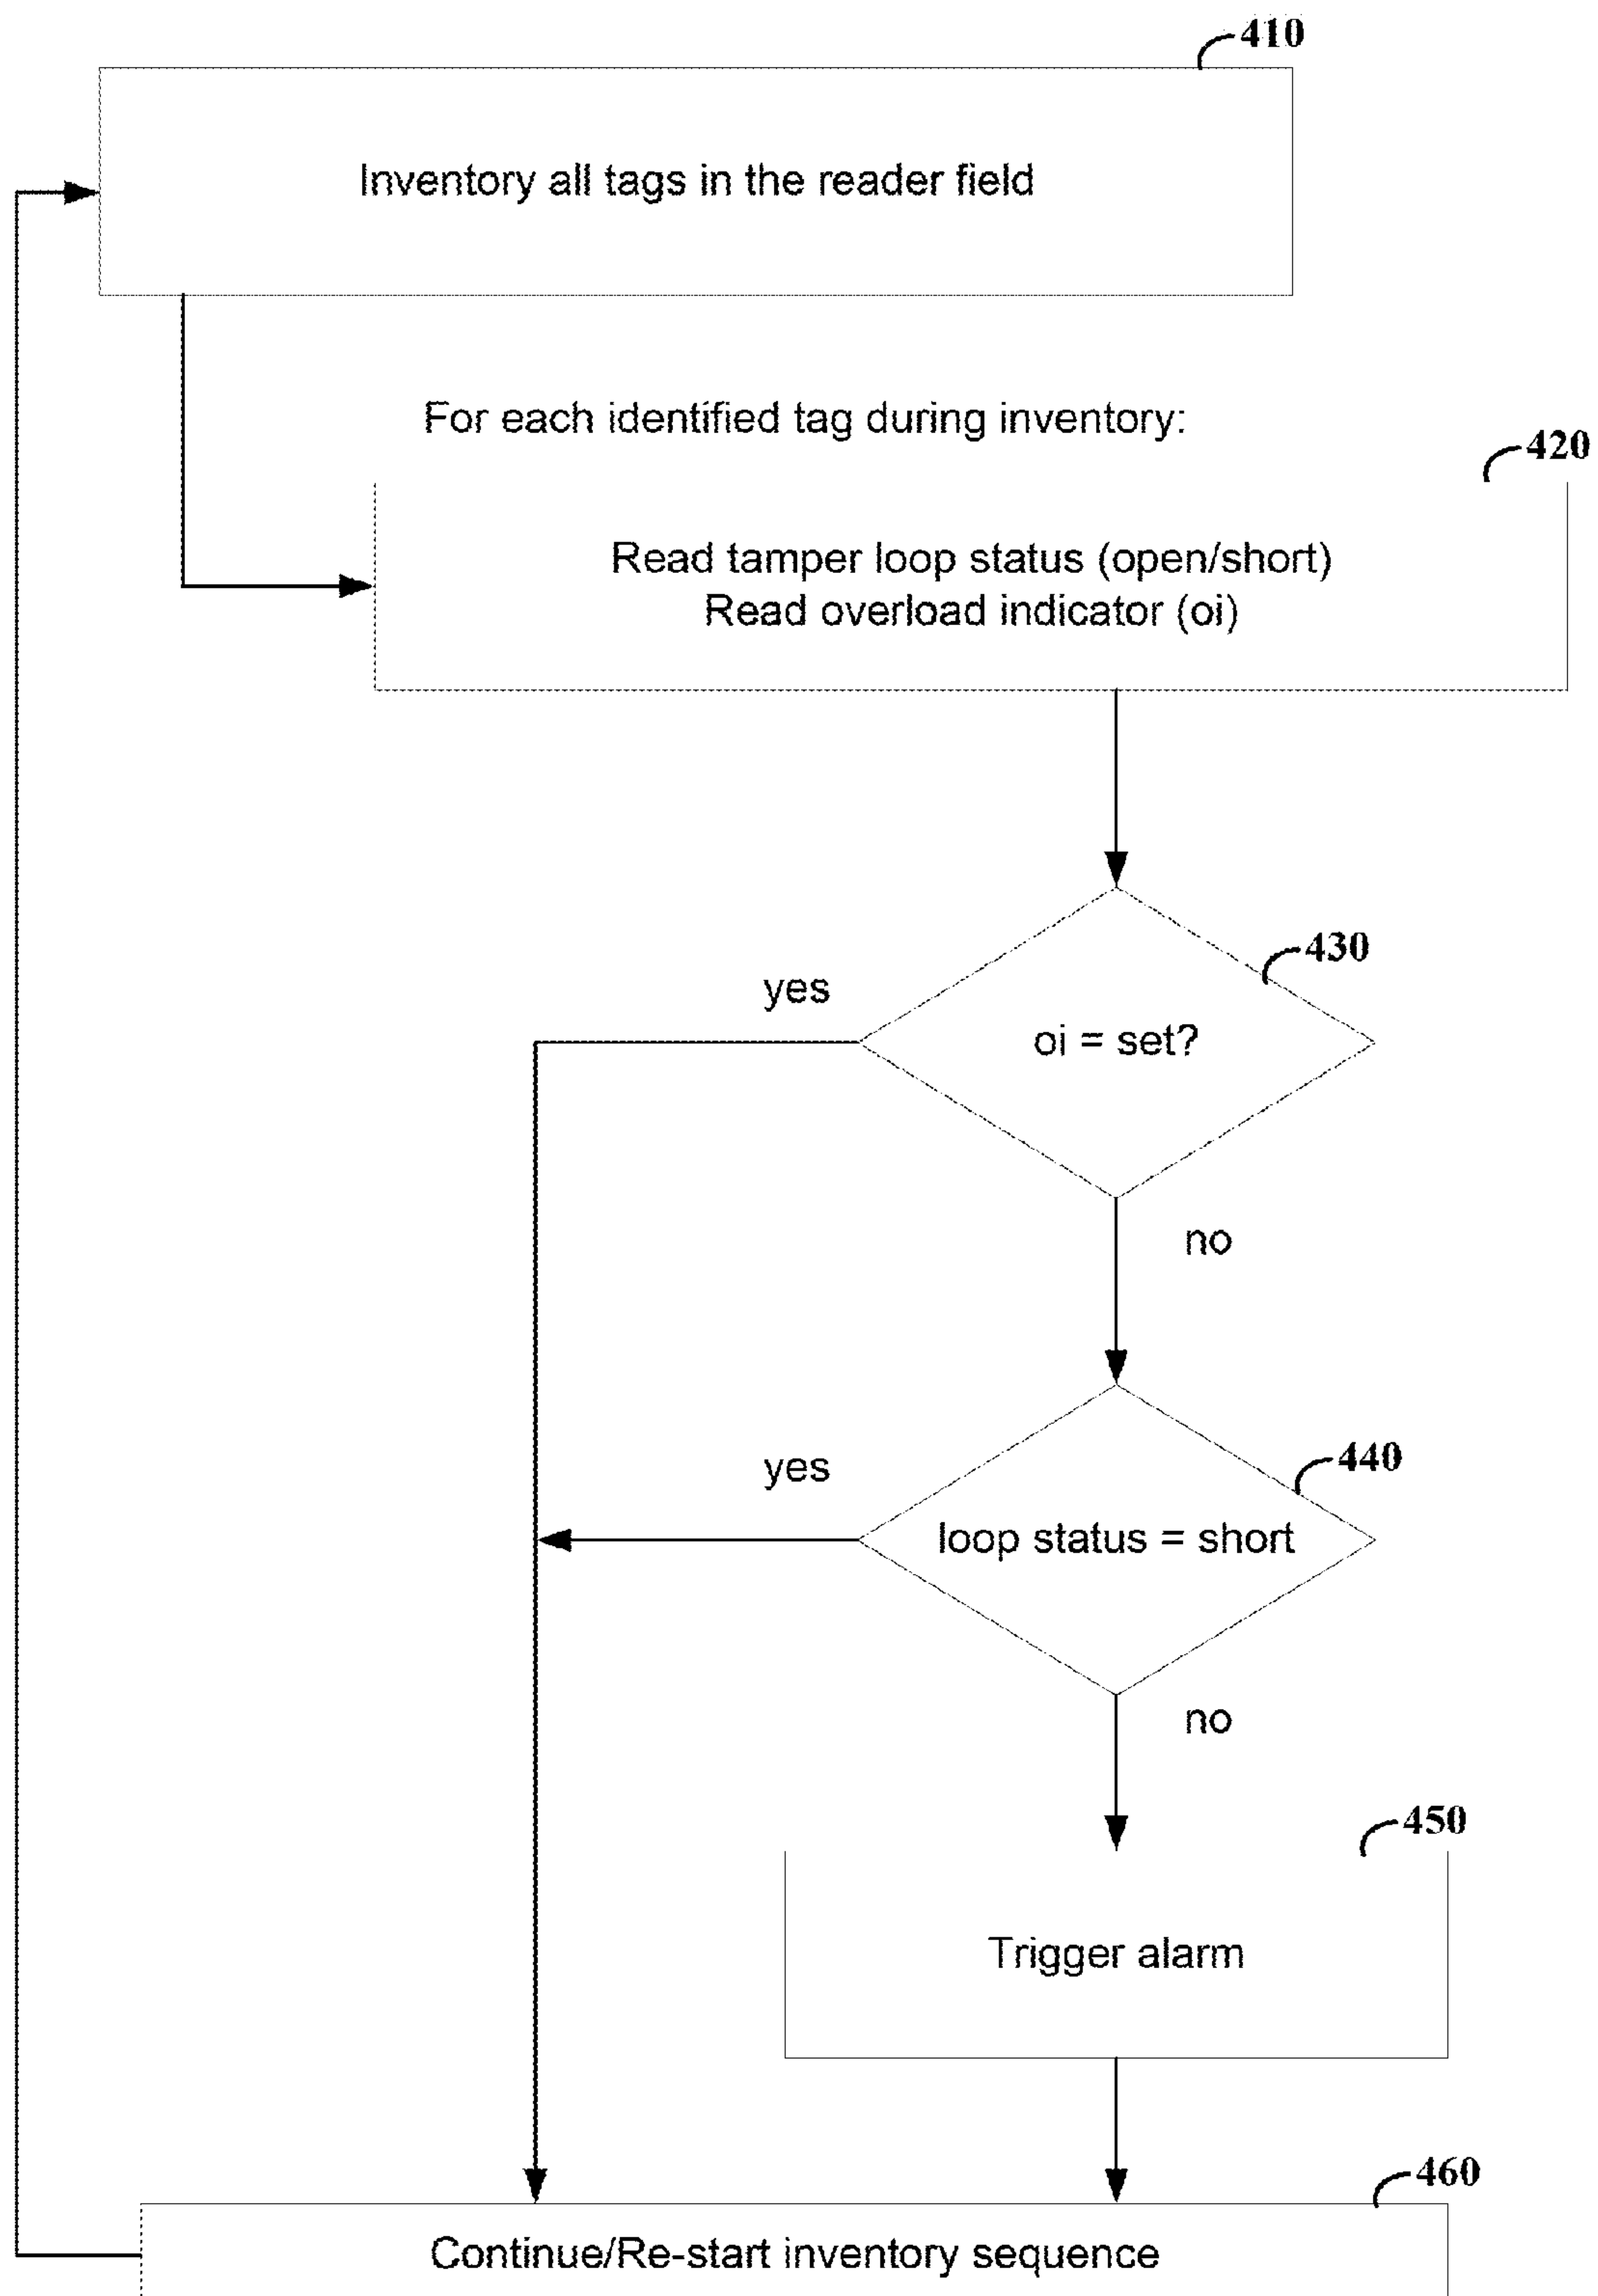 410
Inventory all tags in the reader field
For each identified tag during inventory:
420
Read tamper loop status (open/short)
Read overload indicator (oi)
430
yes
oi = set?
no
440
yes
loop status = short
no
450
Trigger alarm
460
Continue/Re-start inventory sequence